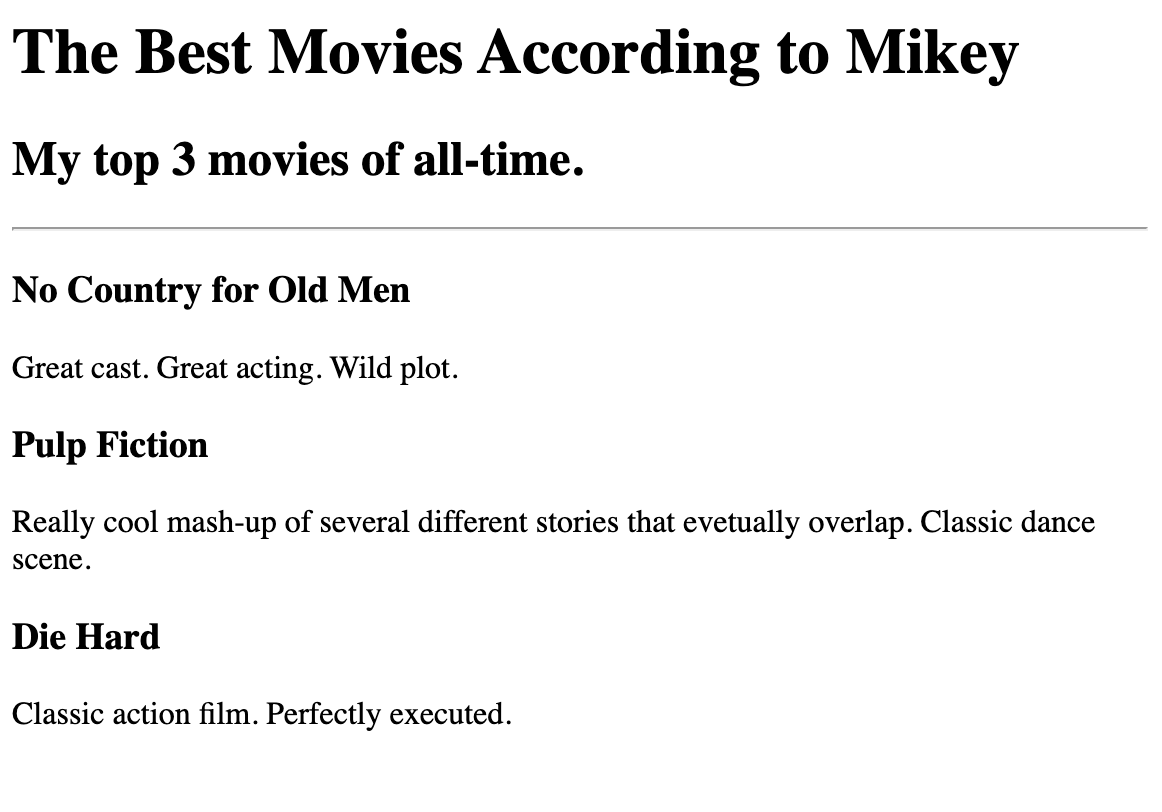 The Best Movies According to Mikey
My top 3 movies of all-time.
No Country for Old Men
Great cast. Great acting. Wild plot.
Pulp Fiction
Really cool mash-up of several different stories that evetually overlap. Classic dance
scene.
Die Hard
Classic action film. Perfectly executed.